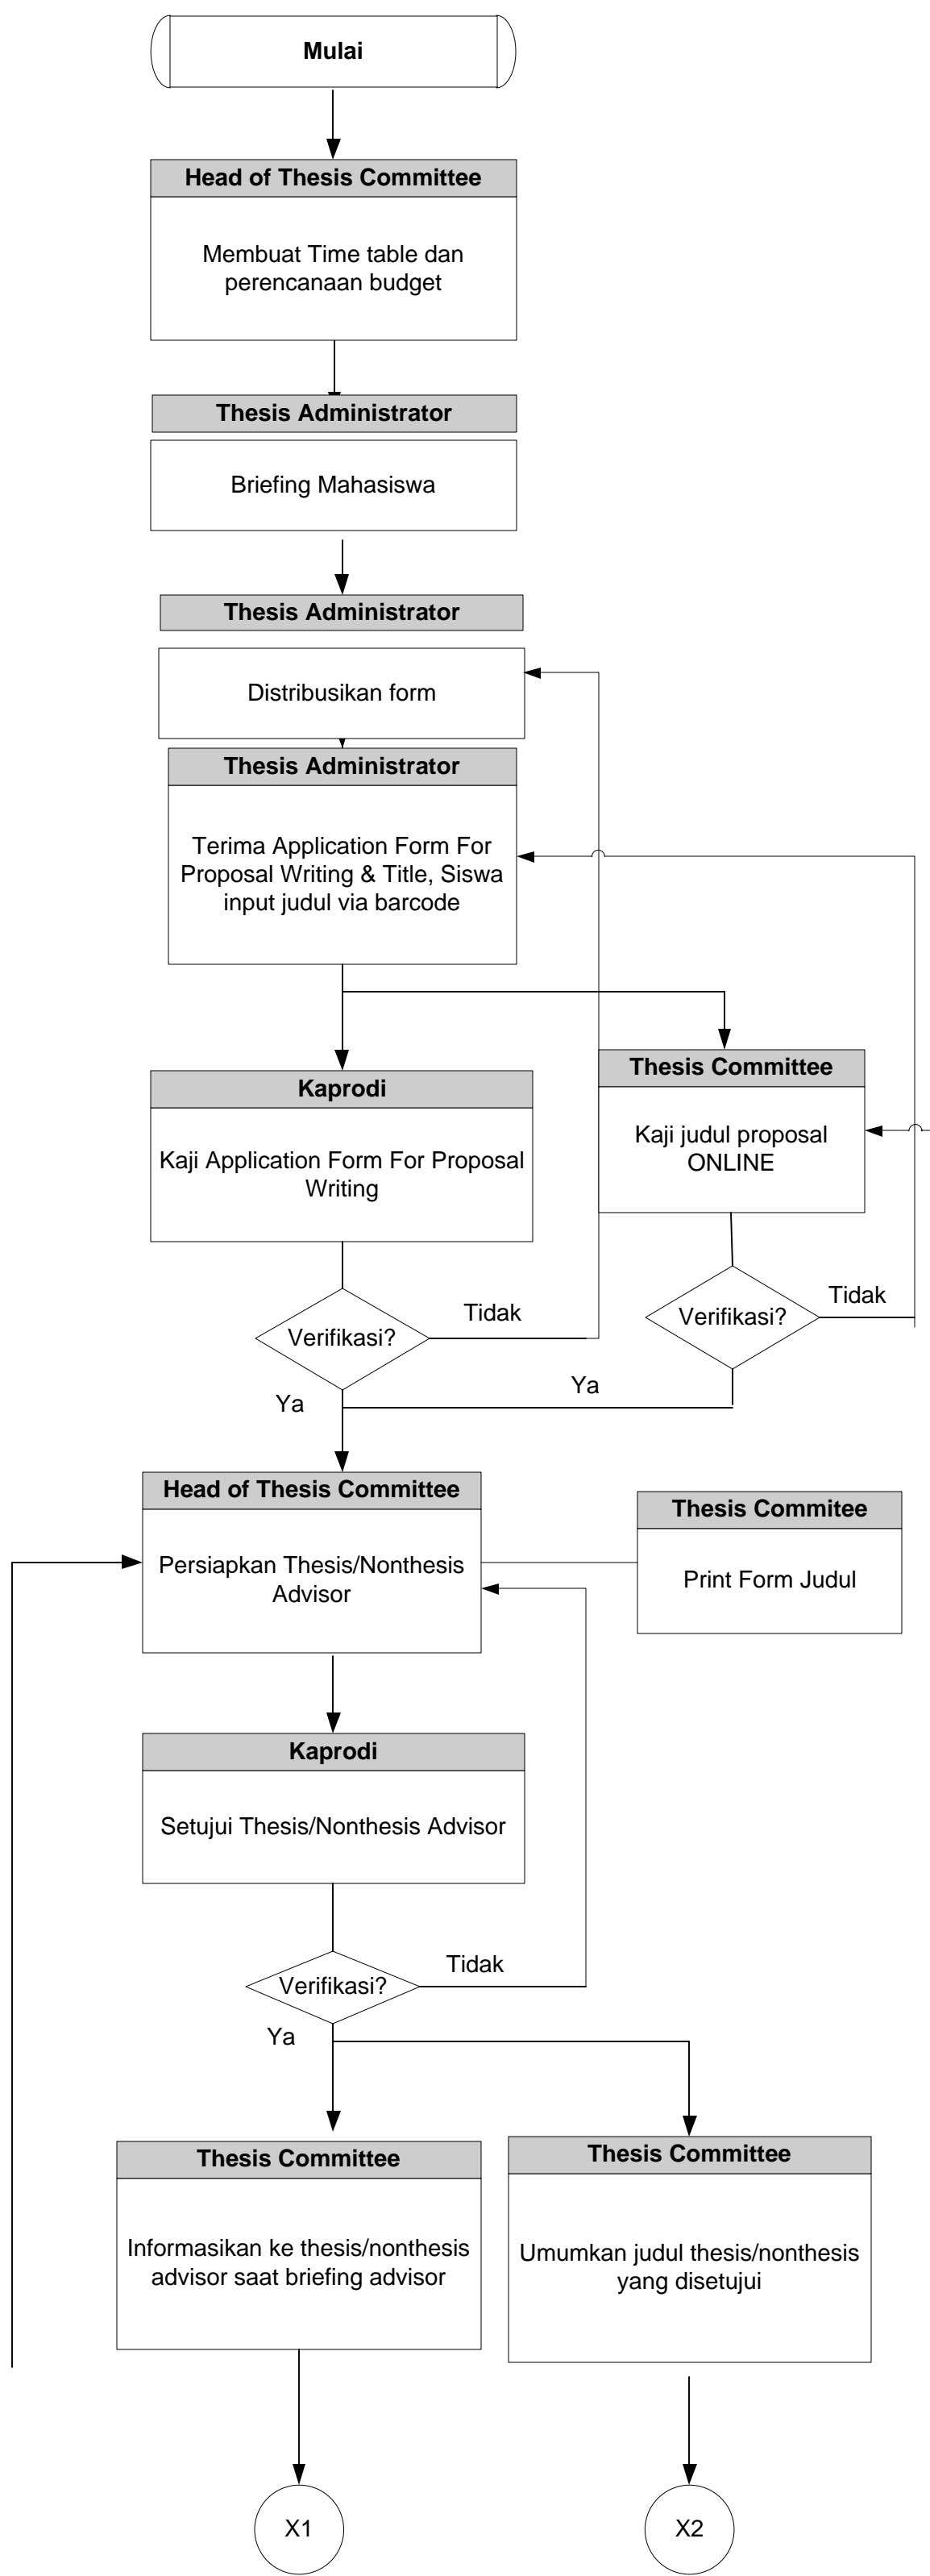 Mulai
Head of Thesis Committee
Membuat Time table dan
perencanaan budget
Thesis Administrator
Briefing Mahasiswa
Thesis Administrator
Distribusikan form
Thesis Administrator
Terima Application Form For
Proposal Writing & Title, Siswa
input judul via barcode
Thesis Committee
Kaji judul proposal
ONLINE
Kaprodi
Kaji Application Form For Proposal
Writing
Verifikasi?
Tidak
Verifikasi?
Tidak
Ya
Ya
Head of Thesis Committee
Persiapkan Thesis/Nonthesis
Advisor
Thesis Commitee
Print Form Judul
Kaprodi
Setujui Thesis/Nonthesis Advisor
Verifikasi?
Tidak
Ya
Thesis Committee
Informasikan ke thesis/nonthesis
advisor saat briefing advisor
Thesis Committee
Umumkan judul thesis/nonthesis
yang disetujui
X1
X2